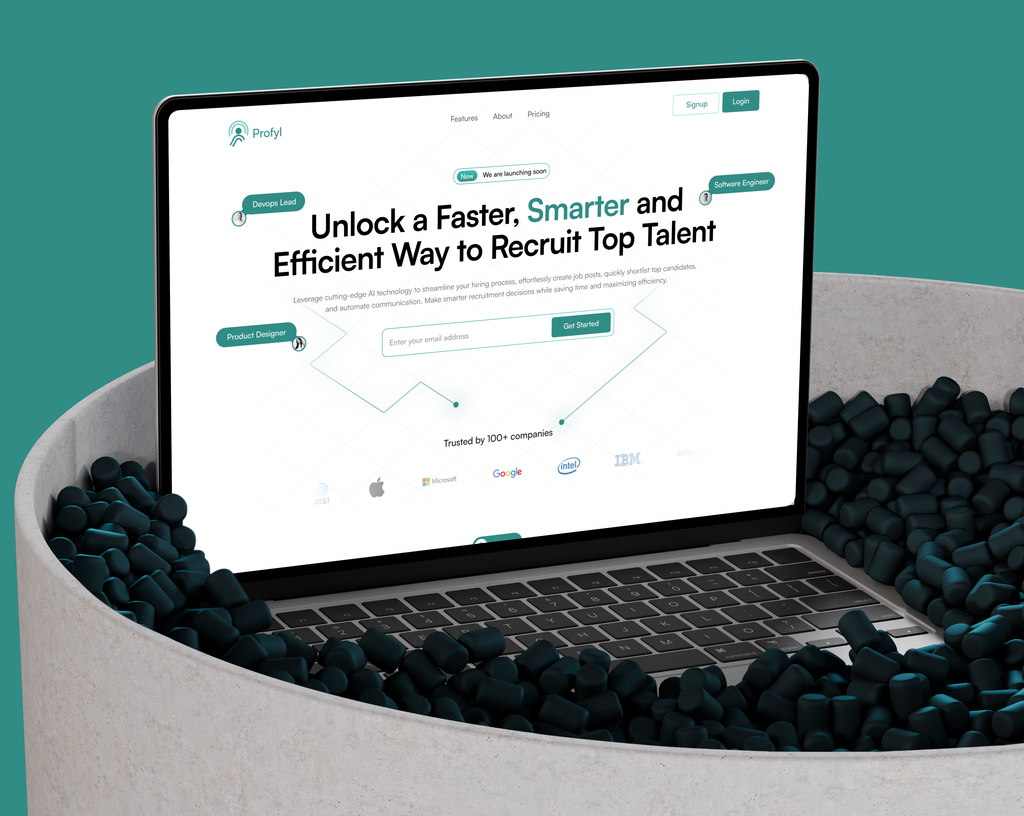 Profyl
Features
About
Pricing
Signup
Login
New We are launching soon
Devops Lead
Software Engineer
Unlock a Faster, Smarter and
Efficient Way to Recruit Top Talent
Leverage cutting-edge AI technology to streamline your hiring process, effortlessly create job posts, quickly shortlist top candidates,
and automate communication. Make smarter recruitment decisions while saving time and maximizing efficiency.
Product Designer
Enter your email address
Get Started
Trusted by 100+ companies
AT&T
Microsoft
Google
intel
IBM